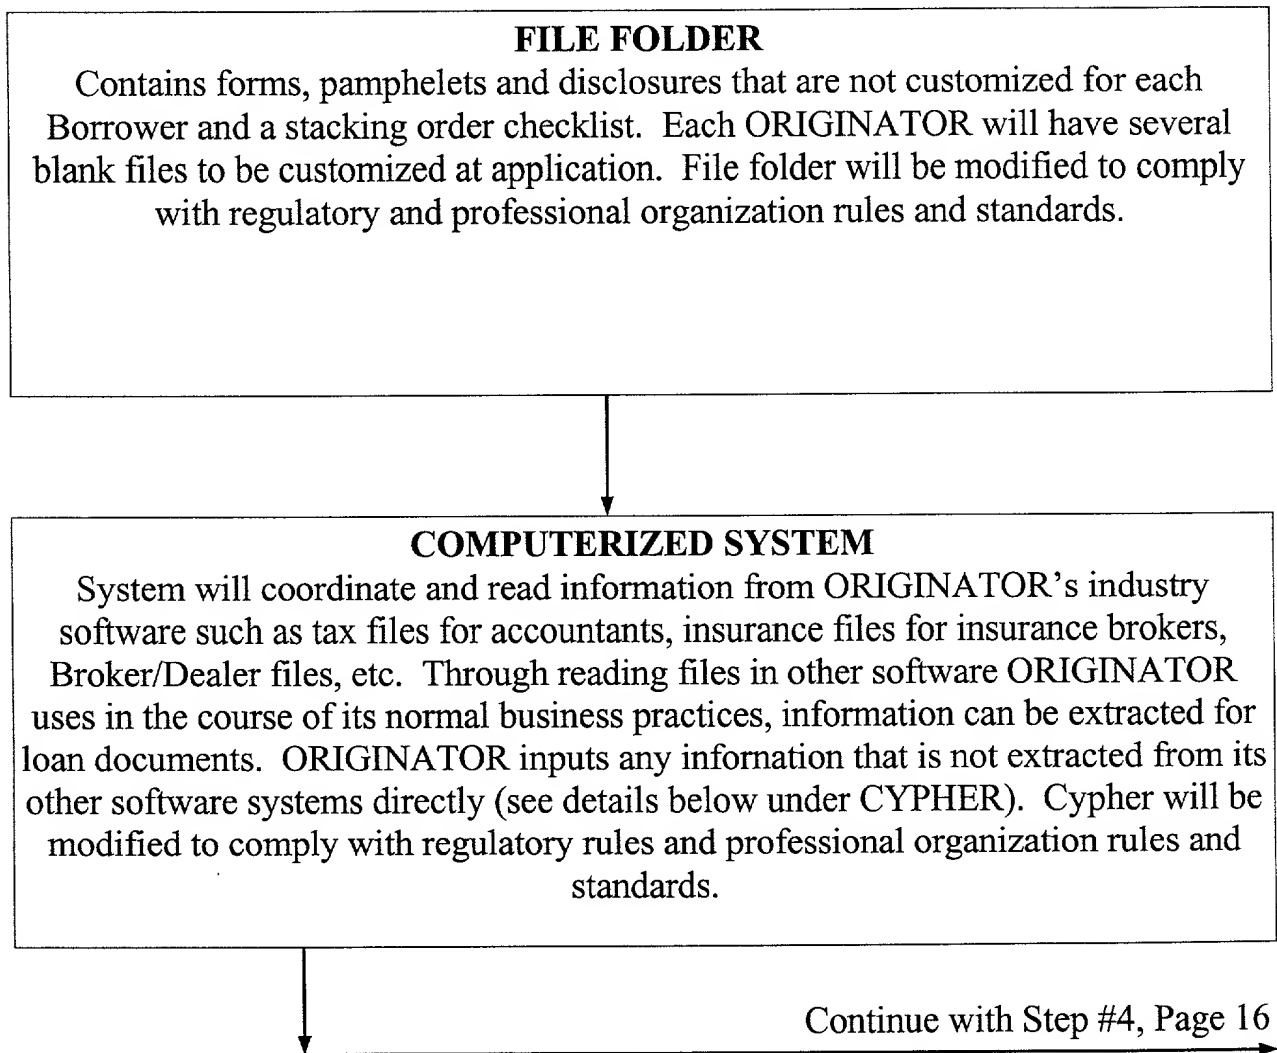 FILE FOLDER
Contains forms, pamphelets and disclosures that are not customized for each
Borrower and a stacking order checklist.  Each ORIGINATOR will have several
blank files to be customized at application.  File folder will be modified to comply
with regulatory and professional organization rules and standards.
COMPUTERIZED SYSTEM
System will coordinate and read information from ORIGINATOR's industry
software such as tax files for accountants, insurance files for insurance brokers,
Broker/Dealer files, etc.  Through reading files in other software ORIGINATOR
uses in the course of its normal business practices, information can be extracted for
loan documents.  ORIGINATOR inputs any infornation that is not extracted from its
other software systems directly (see details below under CYPHER).  Cypher will be
modified to comply with regulatory rules and professional organization rules and
standards.
Continue with Step #4, Page 16